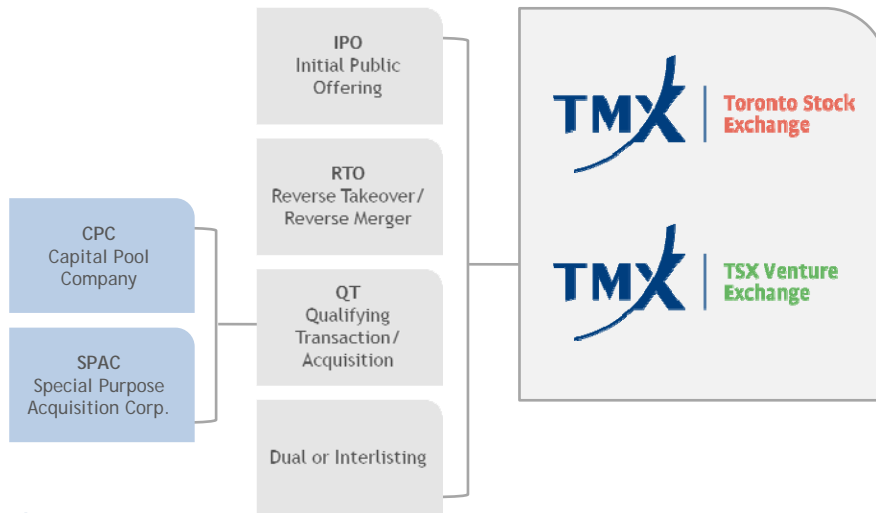 CPC
Capital Pool
Company
SPAC
Special Purpose
Acquisition Corp.
IPO
Initial Public
Offering
RTO
Reverse Takeover/
Reverse Merger
QT
Qualifying
Transaction/
Acquisition
Dual or Interlisting
TMX
Toronto Stock
Exchange
TMX
TSX Venture
Exchange